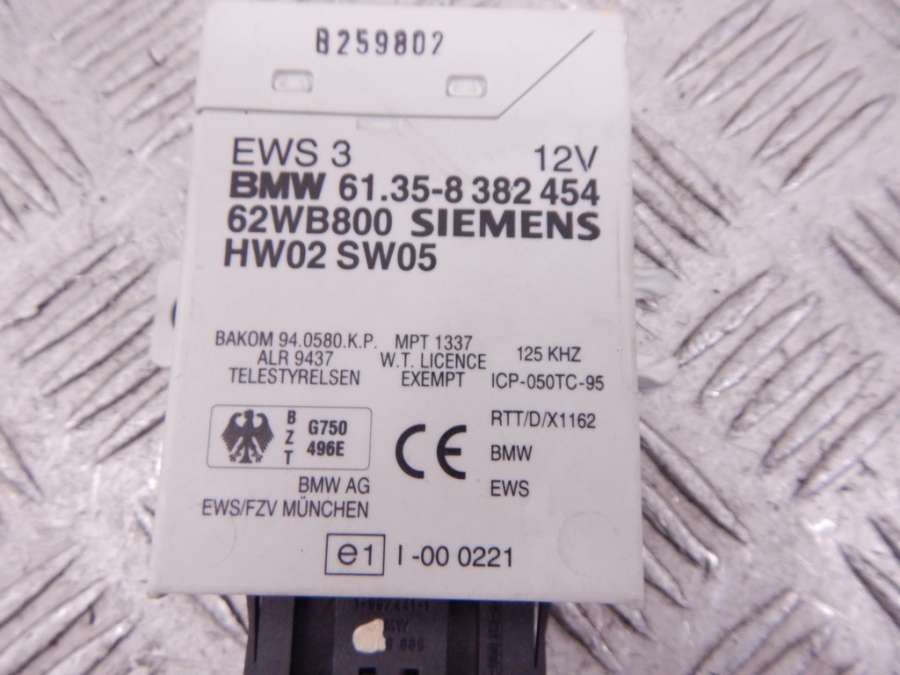 B259802
EWS 3 12V
BMW 61.35-8 382 454
62WB800 SIEMENS
HW02 SW05
BAKOM 94.0580.K.P. MPT 1337
ALR 9437 W.T. LICENCE 125 KHZ
TELESTYRELSEN EXEMPT ICP-050TC-95
BZT G750 496E
RTT/D/X1162
CE BMW
BMW AG EWS
EWS/FZV MÜNCHEN
e1 I -00 0221